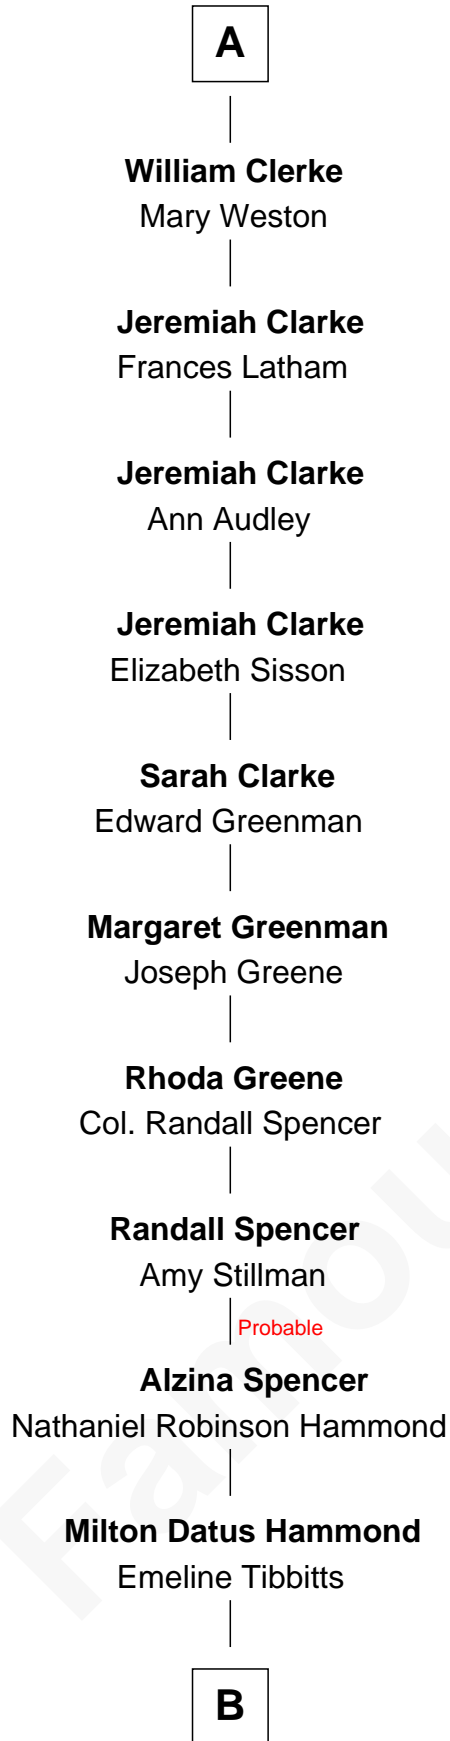 A
William Clerke
Mary Weston
Jeremiah Clarke
Frances Latham
Jeremiah Clarke
Ann Audley
Jeremiah Clarke
Elizabeth Sisson
Sarah Clarke
Edward Greenman
Margaret Greenman
Joseph Greene
Rhoda Greene
Col. Randall Spencer
Randall Spencer
Amy Stillman
Probable
Alzina Spencer
Nathaniel Robinson Hammond
Milton Datus Hammond
Emeline Tibbitts
B
Famou